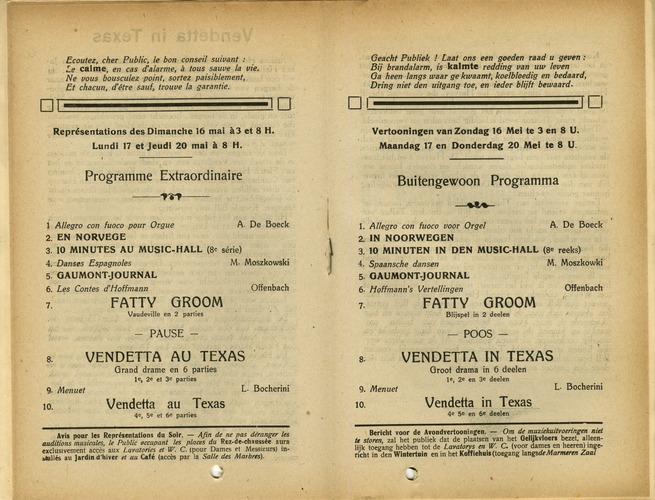 Ecoutez, cher Public, le bon conseil suivant :
Le calme, en cas d'alarme, à tous sauve la vie.
Ne vous bousculez point, sortez paisiblement,
Et chacun, d'être sauf, trouve la garantie.
Représentations des Dimanche 16 mai à 3 et 8 H.
Lundi 17 et Jeudi 20 mai à 8 H.
Programme Extraordinaire
1 Allegro con fuoco pour Orgue A. De Boeck
2. EN NORVEGE
3. 10 MINUTES AU MUSIC-HALL (8e série)
4. Danses Espagnoles M. Moszkowski
5. GAUMONT-JOURNAL
6. Les Contes d'Hoffmann Offenbach
7. FATTY GROOM
Vaudeville en 2 parties
— PAUSE —
8. VENDETTA AU TEXAS
Grand drame en 6 parties
1e, 2e et 3e parties
9. Menuet L. Bocherini
10. Vendetta au Texas
4e, 5e et 6e parties
Avis pour les Représentations du Soir. — Afin de ne pas déranger les
auditions musicales, le Public occupant les places du Rez-de-chaussée aura
exclusivement accès aux Lavatories et W. C. (pour Dames et Messieurs) in-
stallés au Jardin d'hiver et au Café (accès par la Salle des Marbres).
Geacht Publiek ! Laat ons een goeden raad u geven :
Bij brandalarm, is kalmte redding van uw leven
Ga heen langs waar ge kwaamt, koelbloedig en bedaard,
Dring niet den uitgang toe, en ieder blijft bewaard.
Vertooningen van Zondag 16 Mei te 3 en 8 U.
Maandag 17 en Donderdag 20 Mei te 8 U.
Buitengewoon Programma
1. Allegro con fuoco voor Orgel A. De Boeck
2. IN NOORWEGEN
3. 10 MINUTEN IN DEN MUSIC-HALL (8e reeks)
4. Spaansche dansen M. Moszkowki
5. GAUMONT-JOURNAL
6. Hoffmann's Vertellingen Offenbach
7. FATTY GROOM
Blijspel in 2 deelen
— POOS —
8. VENDETTA IN TEXAS
Groot drama in 6 deelen
1e, 2e en 3e deelen
9. Menuet L. Bocherini
10. Vendetta in Texas
4e 5e en 6e deelen
Bericht voor de Avondvertooningen. — Om de muziekuitvoeringen niet
te storen, zal het publiek dat de plaatsen van het Gelijkvloers bezet, alleen-
lijk toegang hebben tot de Lavatores en W. C. (voor dames en heeren) inge-
richt in den Wintertuin en in het Koffiehuis (toegang langs de Marmeren Zaal